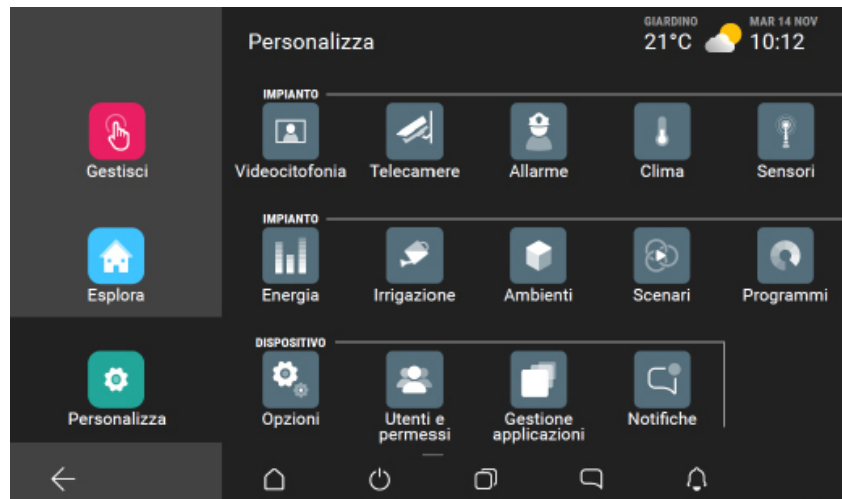 Personalizza
GIARDINO
21°C
MAR 14 NOV
10:12
Gestisci
Esplora
Personalizza
IMPIANTO
Videocitofonia
Telecamere
Allarme
Clima
Sensori
IMPIANTO
Energia
Irrigazione
Ambienti
Scenari
Programmi
DISPOSITIVO
Opzioni
Utenti e
permessi
Gestione
applicazioni
Notifiche